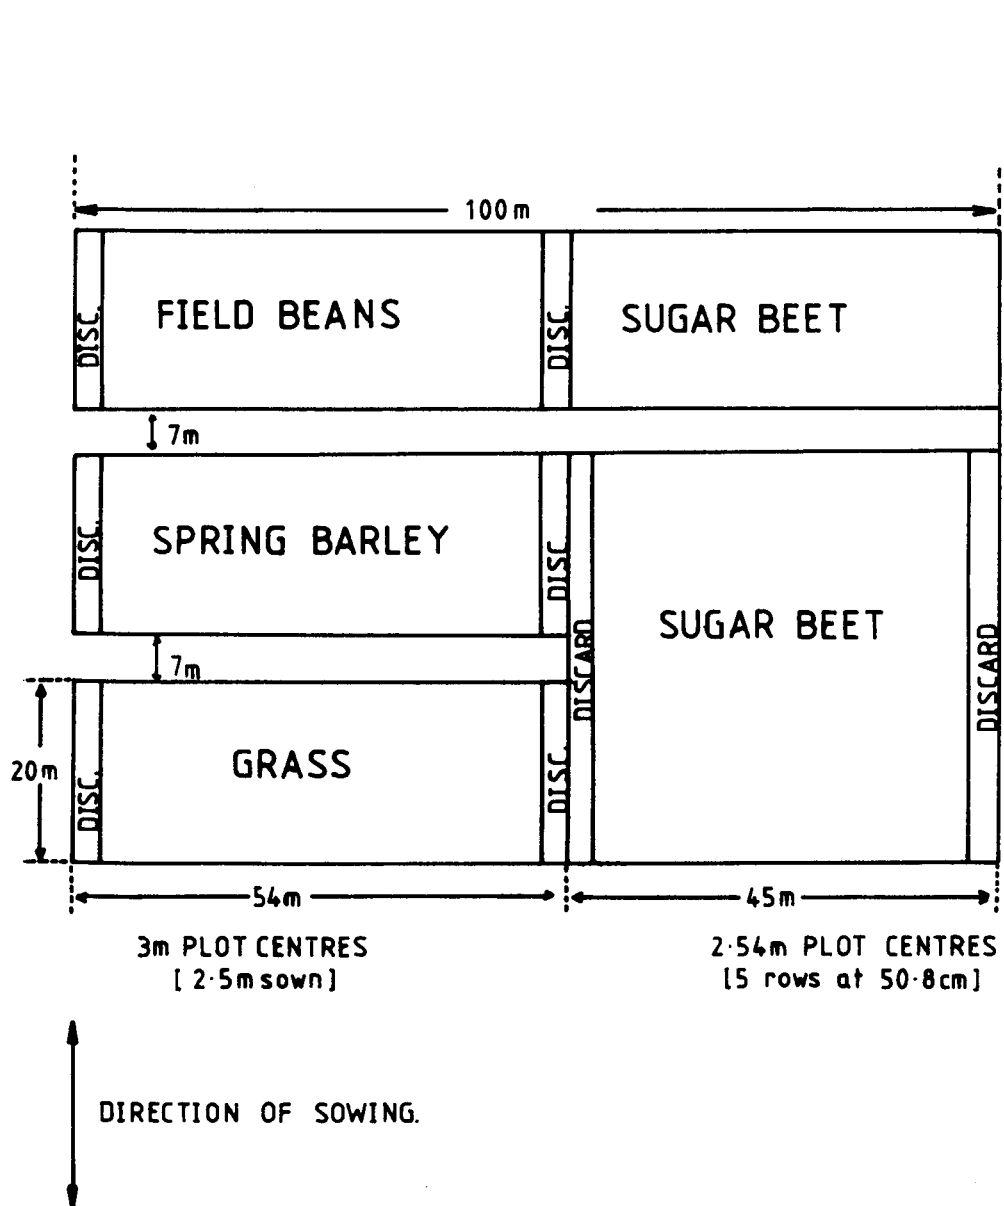 100m
FIELD BEANS
SUGAR BEET
DISC.
DISC.
7m
SPRING BARLEY
DISC.
DISC.
SUGAR BEET
DISCARD
DISCARD
7m
GRASS
20m
DISC.
DISC.
54m
45m
3m PLOT CENTRES
[2·5m sown]
2·54m PLOT CENTRES
[5 rows at 50·8cm]
DIRECTION OF SOWING.